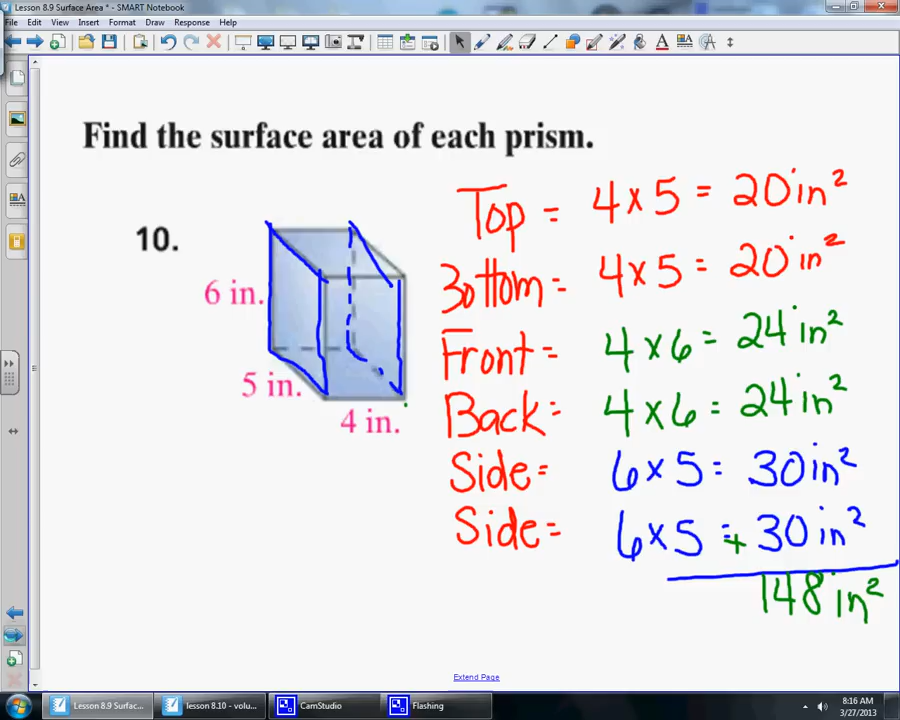 Lesson 8.9 Surface Area * - SMART Notebook
File Edit View Insert Format Draw Response Help
Find the surface area of each prism.
10.
6 in.
5 in.
4 in.
Top = 4 x 5 = 20 in²
Bottom = 4 x 5 = 20 in²
Front = 4 x 6 = 24 in²
Back = 4 x 6 = 24 in²
Side = 6 x 5 = 30 in²
Side = 6 x 5 = + 30 in²
148 in²
Extend Page
Lesson 8.9 Surfac...
lesson 8.10 - volu...
CamStudio
Flashing
8:16 AM
3/27/2013